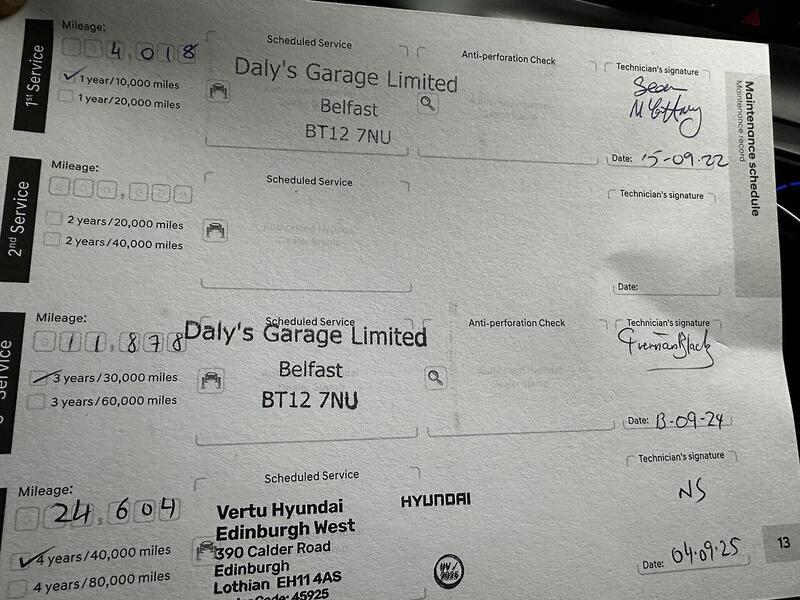 Mileage:
4,018
1st Service
1 year/10,000 miles
1 year/20,000 miles
Scheduled Service
Daly's Garage Limited
Belfast
BT12 7NU
Anti-perforation Check
Technician's signature
Sean
Date: 15-09-22
Maintenance schedule
Maintenance record
Mileage:
2nd Service
2 years/20,000 miles
2 years/40,000 miles
Scheduled Service
Technician's signature
Date:
Mileage:
11,878
Service
3 years/30,000 miles
3 years/60,000 miles
Scheduled Service
Daly's Garage Limited
Belfast
BT12 7NU
Anti-perforation Check
Technician's signature
Date: 13-09-24
Mileage:
24,604
4 years/40,000 miles
4 years/80,000 miles
Scheduled Service
Vertu Hyundai
Edinburgh West
390 Calder Road
Edinburgh
Lothian EH11 4AS
Code: 45925
HYUNDAI
2025
Technician's signature
NS
Date: 04.09.25
13